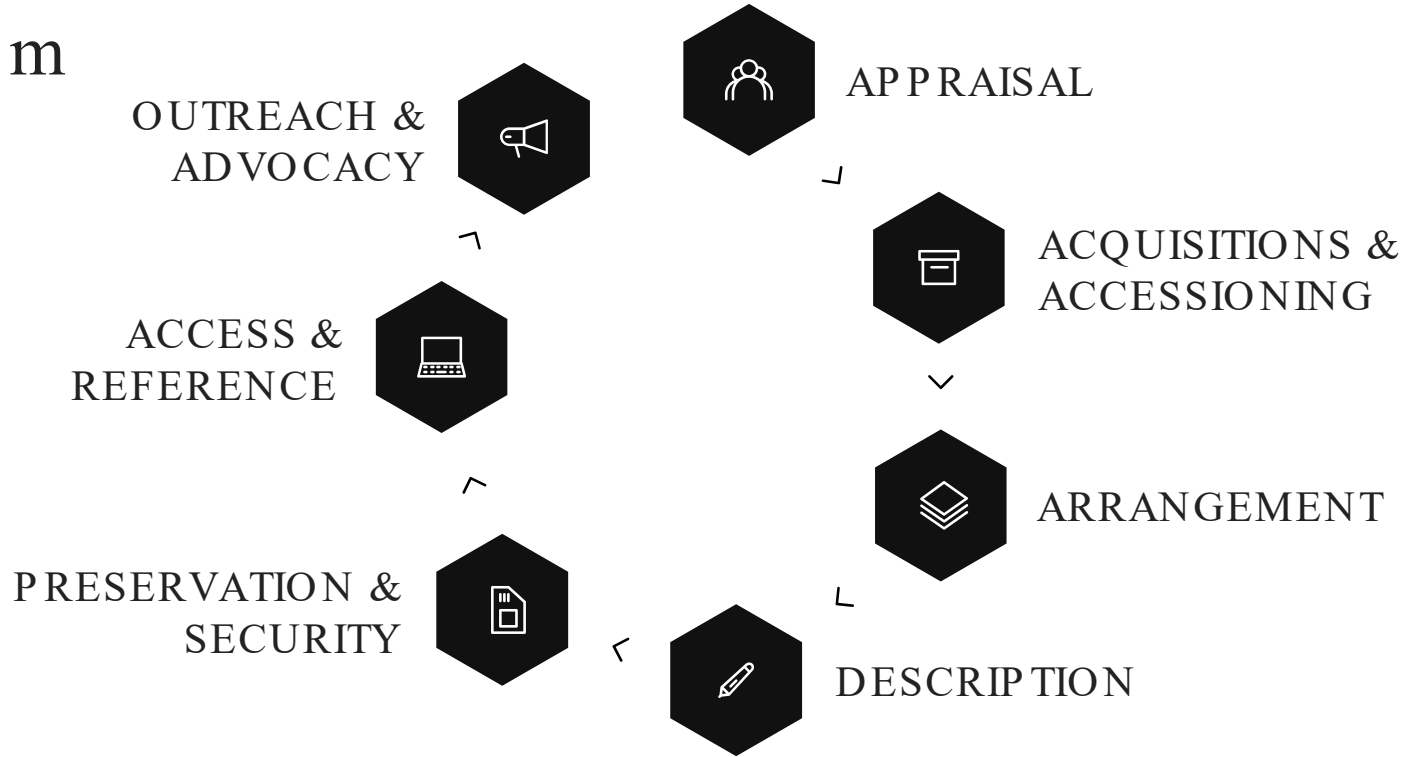 m
APPRAISAL
ACQUISITIONS &
ACCESSIONING
ARRANGEMENT
DESCRIPTION
PRESERVATION &
SECURITY
ACCESS &
REFERENCE
OUTREACH &
ADVOCACY